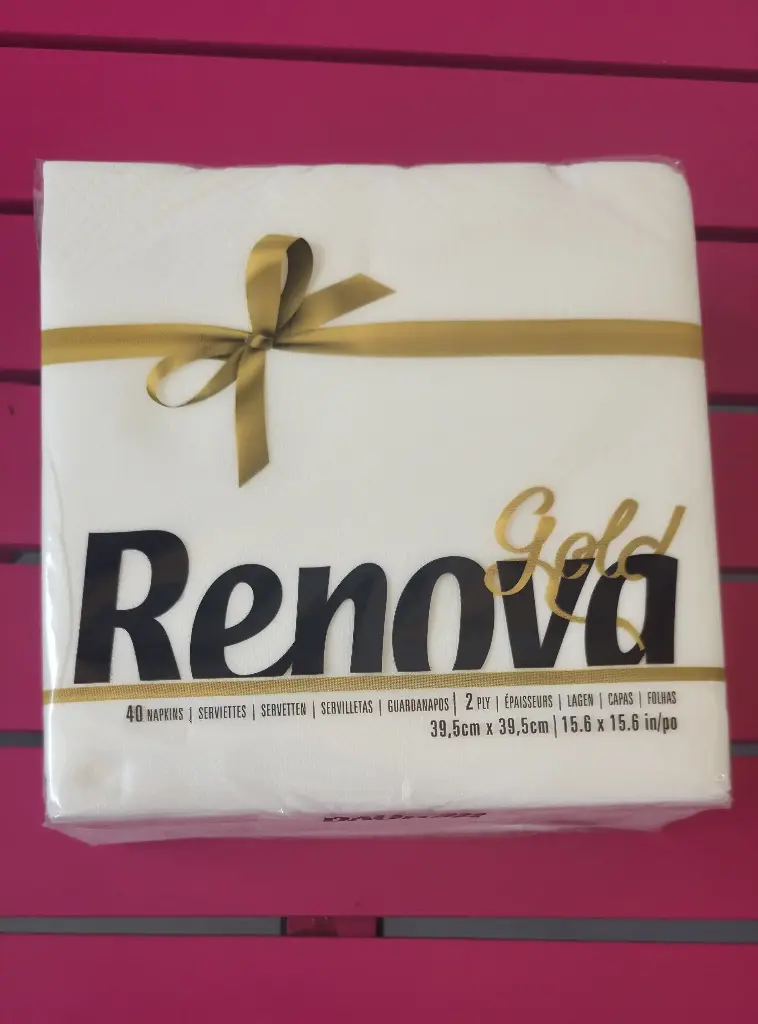 Gold
Renova
40 NAPKINS | SERVIETTES | SERVETTEN | SERVILLETAS | GUARDANAPOS | 2 PLY | ÉPAISSEURS | LAGEN | CAPAS | FOLHAS
39,5cm x 39,5cm | 15.6 x 15.6 in/po